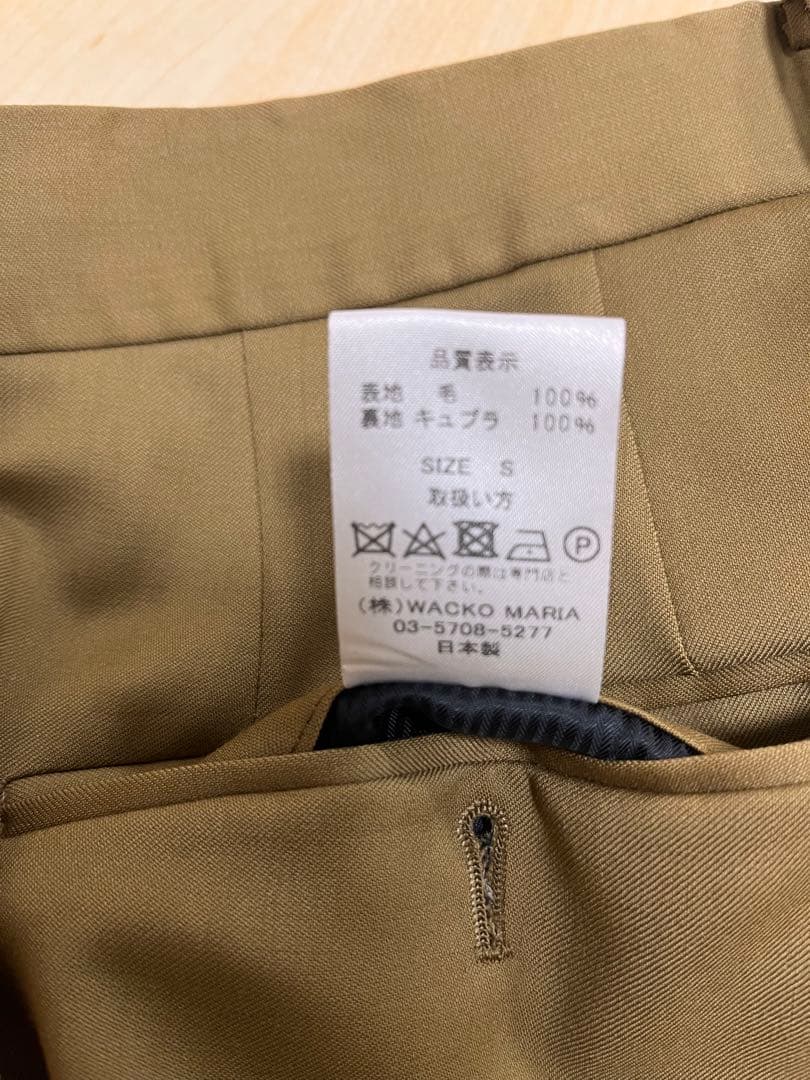 品質表示
表地 毛 100%
裏地 キュプラ 100%
SIZE S
取扱い方
P
クリーニングの際は専門店と
相談して下さい。
(株)WACKO MARIA
03-5708-5277
日本製